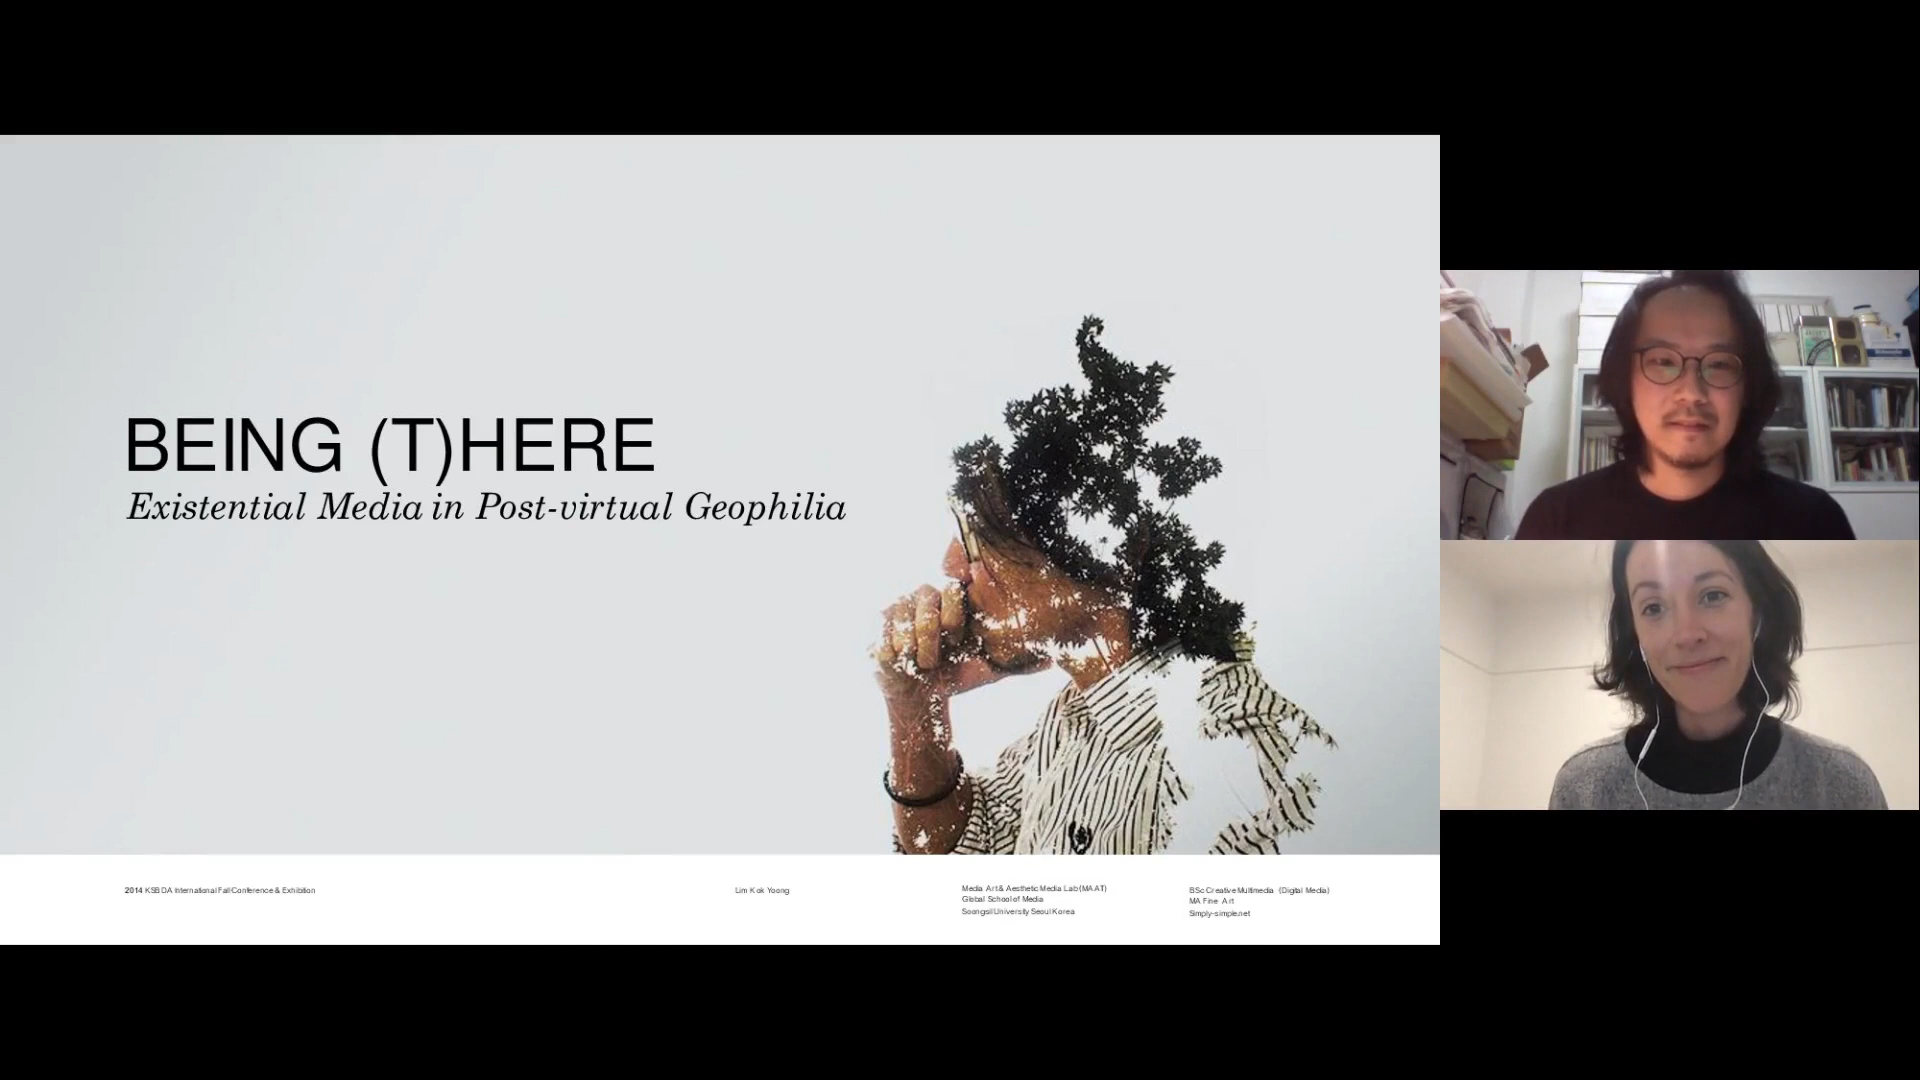 BEING (T)HERE
Existential Media in Post-virtual Geophilia
2014 KSBDA International Fall Conference & Exhibition
Lim Kok Yoong
Media Art & Aesthetic Media Lab (MAAT)
Global School of Media
Soongsil University Seoul Korea
BSc Creative Multimedia (Digital Media)
MA Fine Art
Simply-simple.net